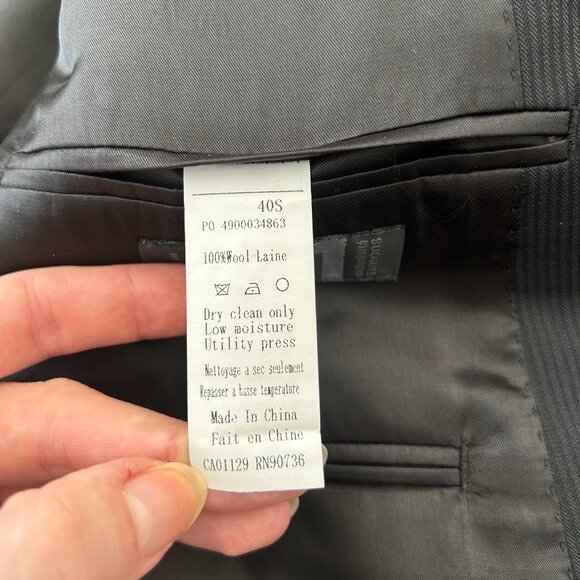 40S
PO 4900034863
100%Wool-Laine
Dry clean only
Low moisture
Utility press
Nettoyage a sec seulement
Repasser a basse temperature
Made In China
Fait en Chine
CA01129 RN90736